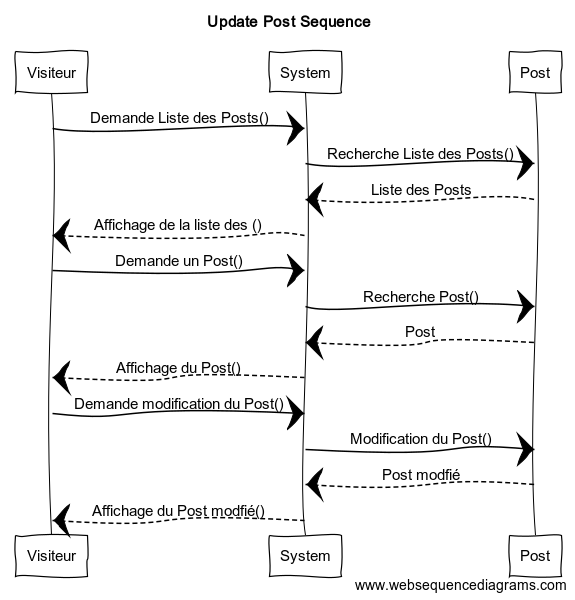 Update Post Sequence
Visiteur
System
Post
Demande Liste des Posts()
Recherche Liste des Posts()
Liste des Posts
Affichage de la liste des ()
Demande un Post()
Recherche Post()
Post
Affichage du Post()
Demande modification du Post()
Modification du Post()
Post modfié
Affichage du Post modfié()
Visiteur
System
Post
www.websequencediagrams.com